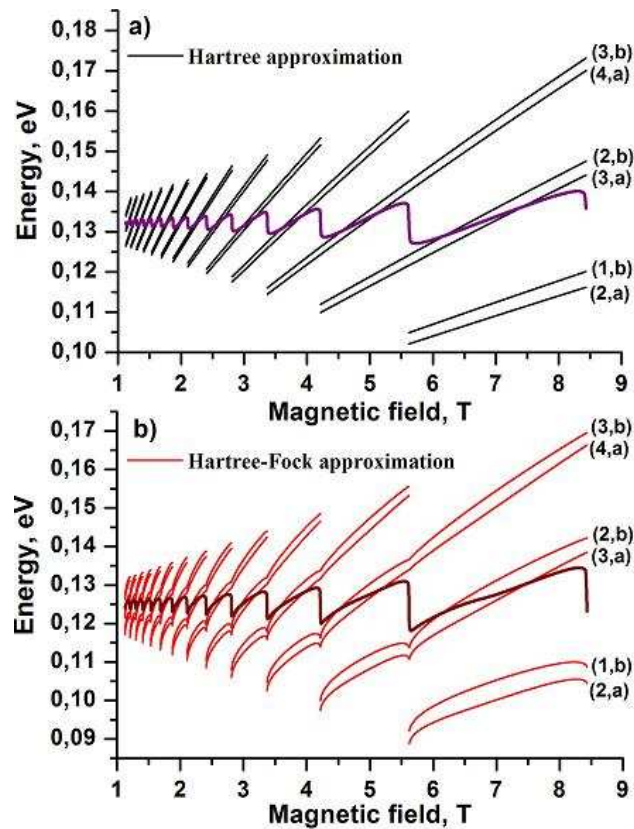 a)
Hartree approximation
Energy, eV
0,18
0,17
0,16
0,15
0,14
0,13
0,12
0,11
0,10
(3,b)
(4,a)
(2,b)
(3,a)
(1,b)
(2,a)
1 2 3 4 5 6 7 8 9
Magnetic field, T
b)
Hartree-Fock approximation
Energy, eV
0,17
0,16
0,15
0,14
0,13
0,12
0,11
0,10
0,09
(3,b)
(4,a)
(2,b)
(3,a)
(1,b)
(2,a)
1 2 3 4 5 6 7 8 9
Magnetic field, T